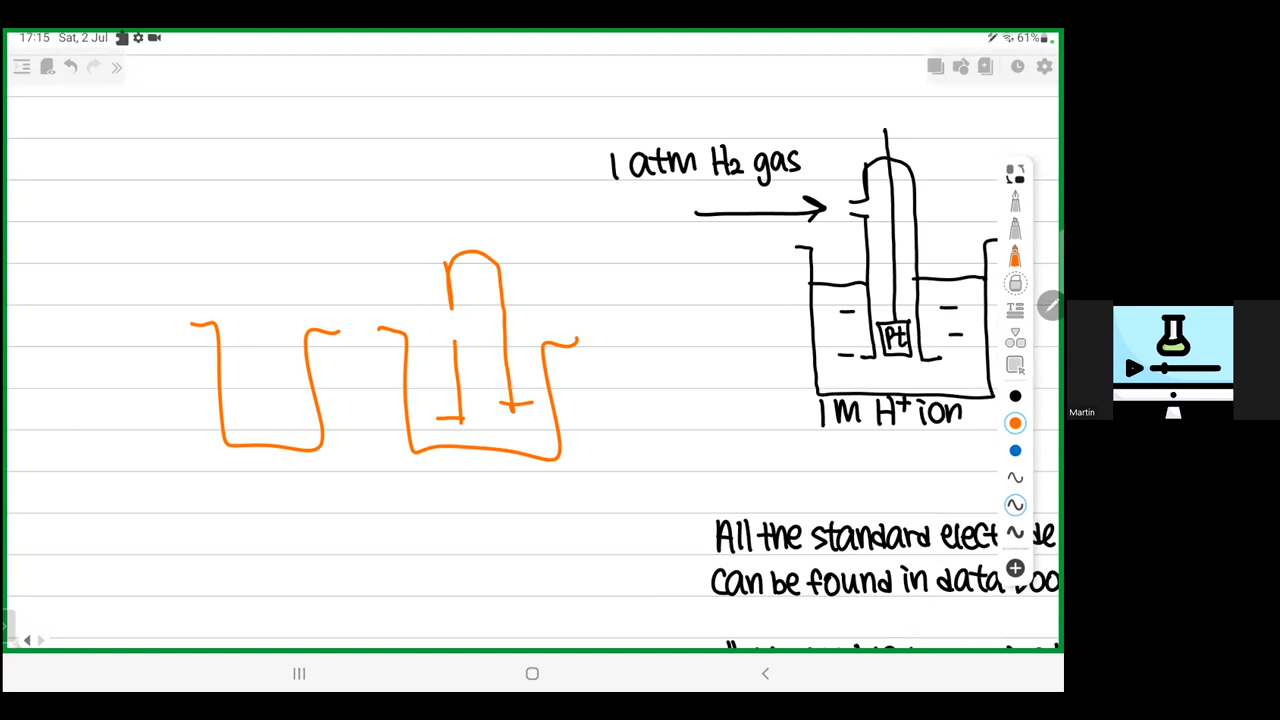 17:15 Sat, 2 Jul
61%
1 atm H2 gas
Pt
1M H+ ion
All the standard elect
can be found in data
Martin